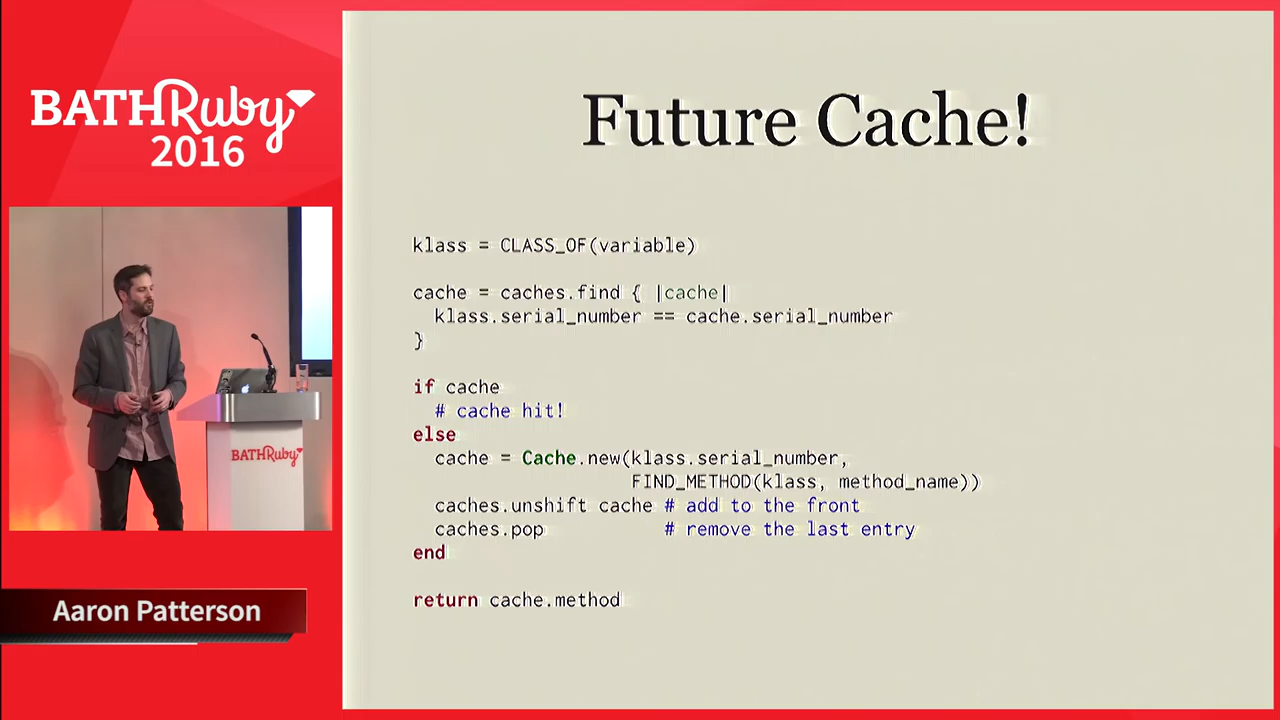 BATHRuby
2016
BATHRuby
Aaron Patterson
Future Cache!
klass = CLASS_OF(variable)
cache = caches.find { |cache|
  klass.serial_number == cache.serial_number
}
if cache
  # cache hit!
else
  cache = Cache.new(klass.serial_number,
                    FIND_METHOD(klass, method_name))
  caches.unshift cache # add to the front
  caches.pop           # remove the last entry
end
return cache.method